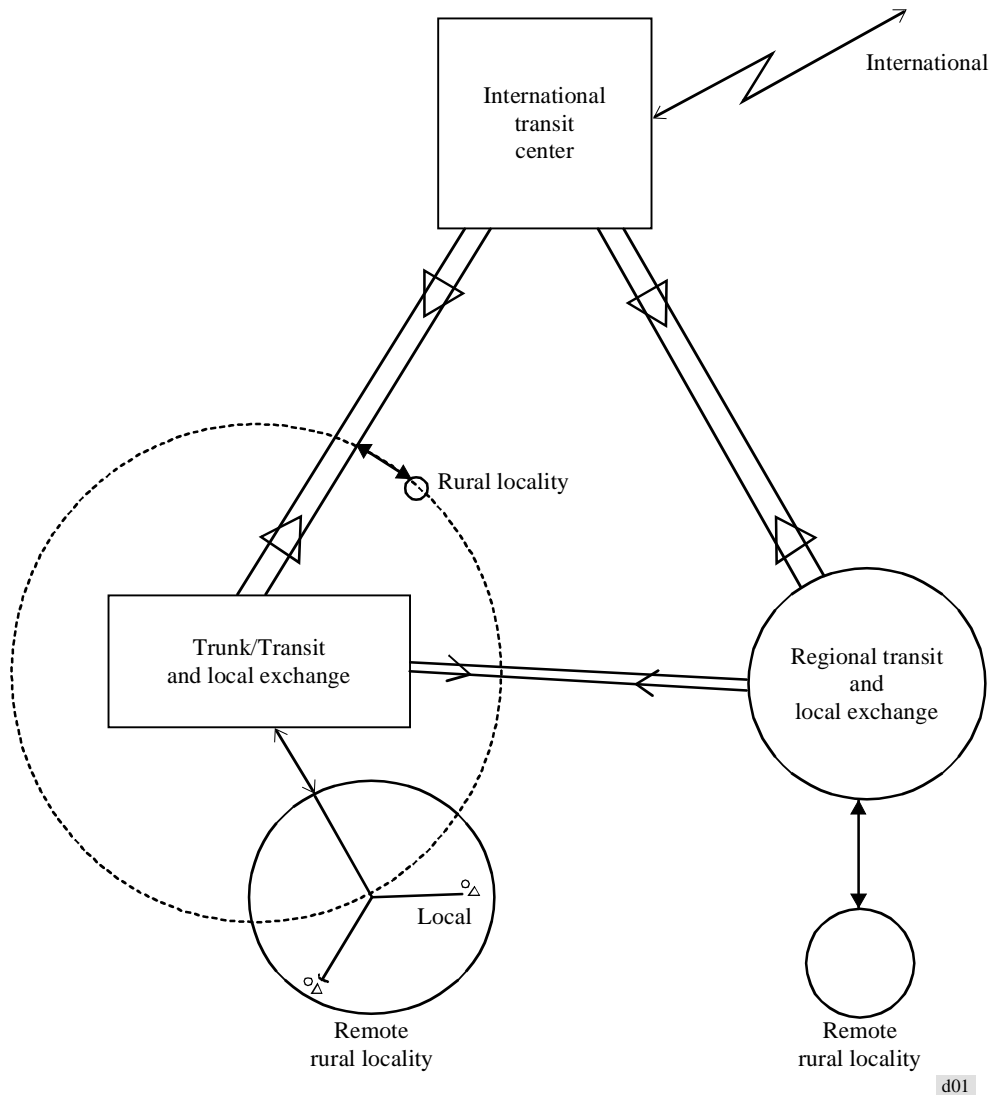 International
International
transit
center
Rural locality
Trunk/Transit
and local exchange
Regional transit
and
local exchange
Local
Remote
rural locality
Remote
rural locality
d01